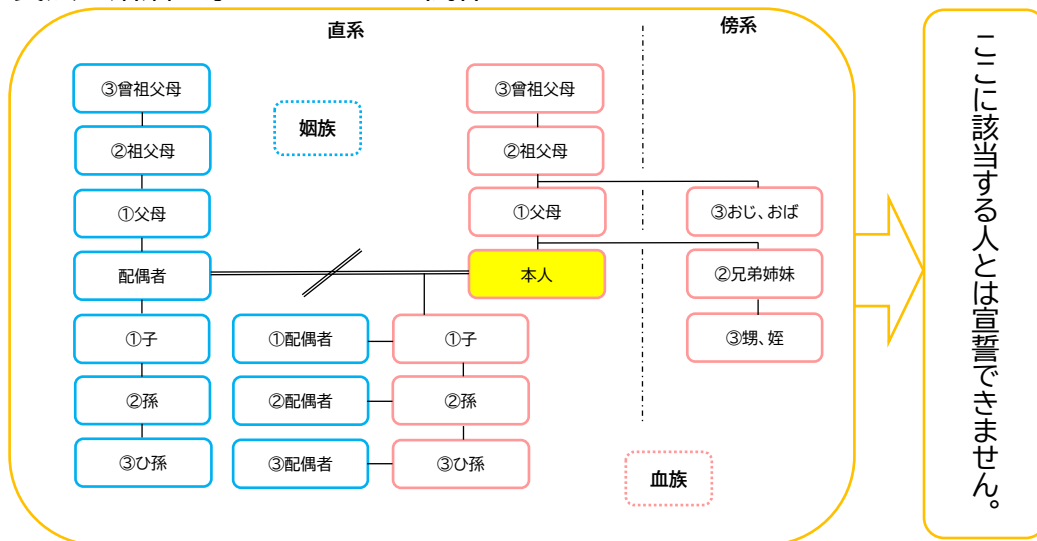 直系
傍系
③曾祖父母
③曾祖父母
姻族
②祖父母
②祖父母
①父母
①父母
③おじ、おば
配偶者
本人
②兄弟姉妹
①子
①配偶者
①子
③甥、姪
②孫
②配偶者
②孫
③ひ孫
③配偶者
③ひ孫
血族
ここに該当する人とは宣誓できません。